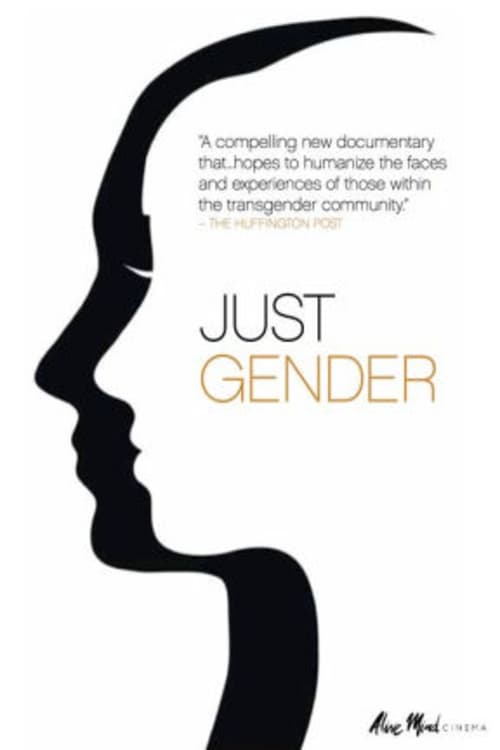 "A compelling new documentary
that...hopes to humanize the faces
and experiences of those within
the transgender community."
- THE HUFFINGTON POST
JUST
GENDER
Alive Mind CINEMA